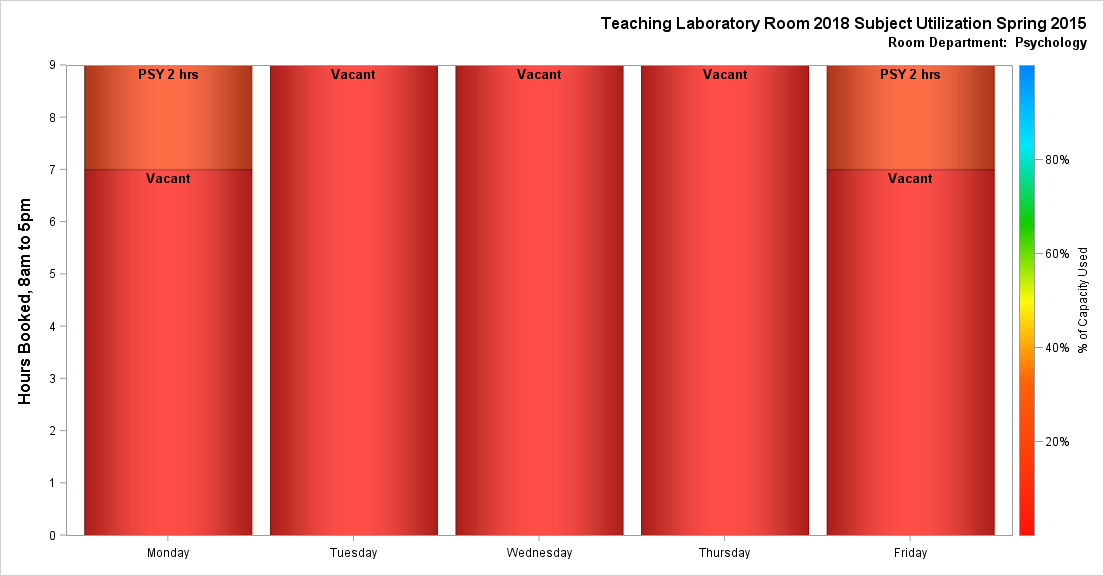 Teaching Laboratory Room 2018 Subject Utilization Spring 2015
Room Department: Psychology
Hours Booked, 8am to 5pm
9
8
7
6
5
4
3
2
1
0
PSY 2 hrs
Vacant
Vacant
Vacant
Vacant
PSY 2 hrs
Vacant
Monday
Tuesday
Wednesday
Thursday
Friday
80%
60%
40%
20%
% of Capacity Used